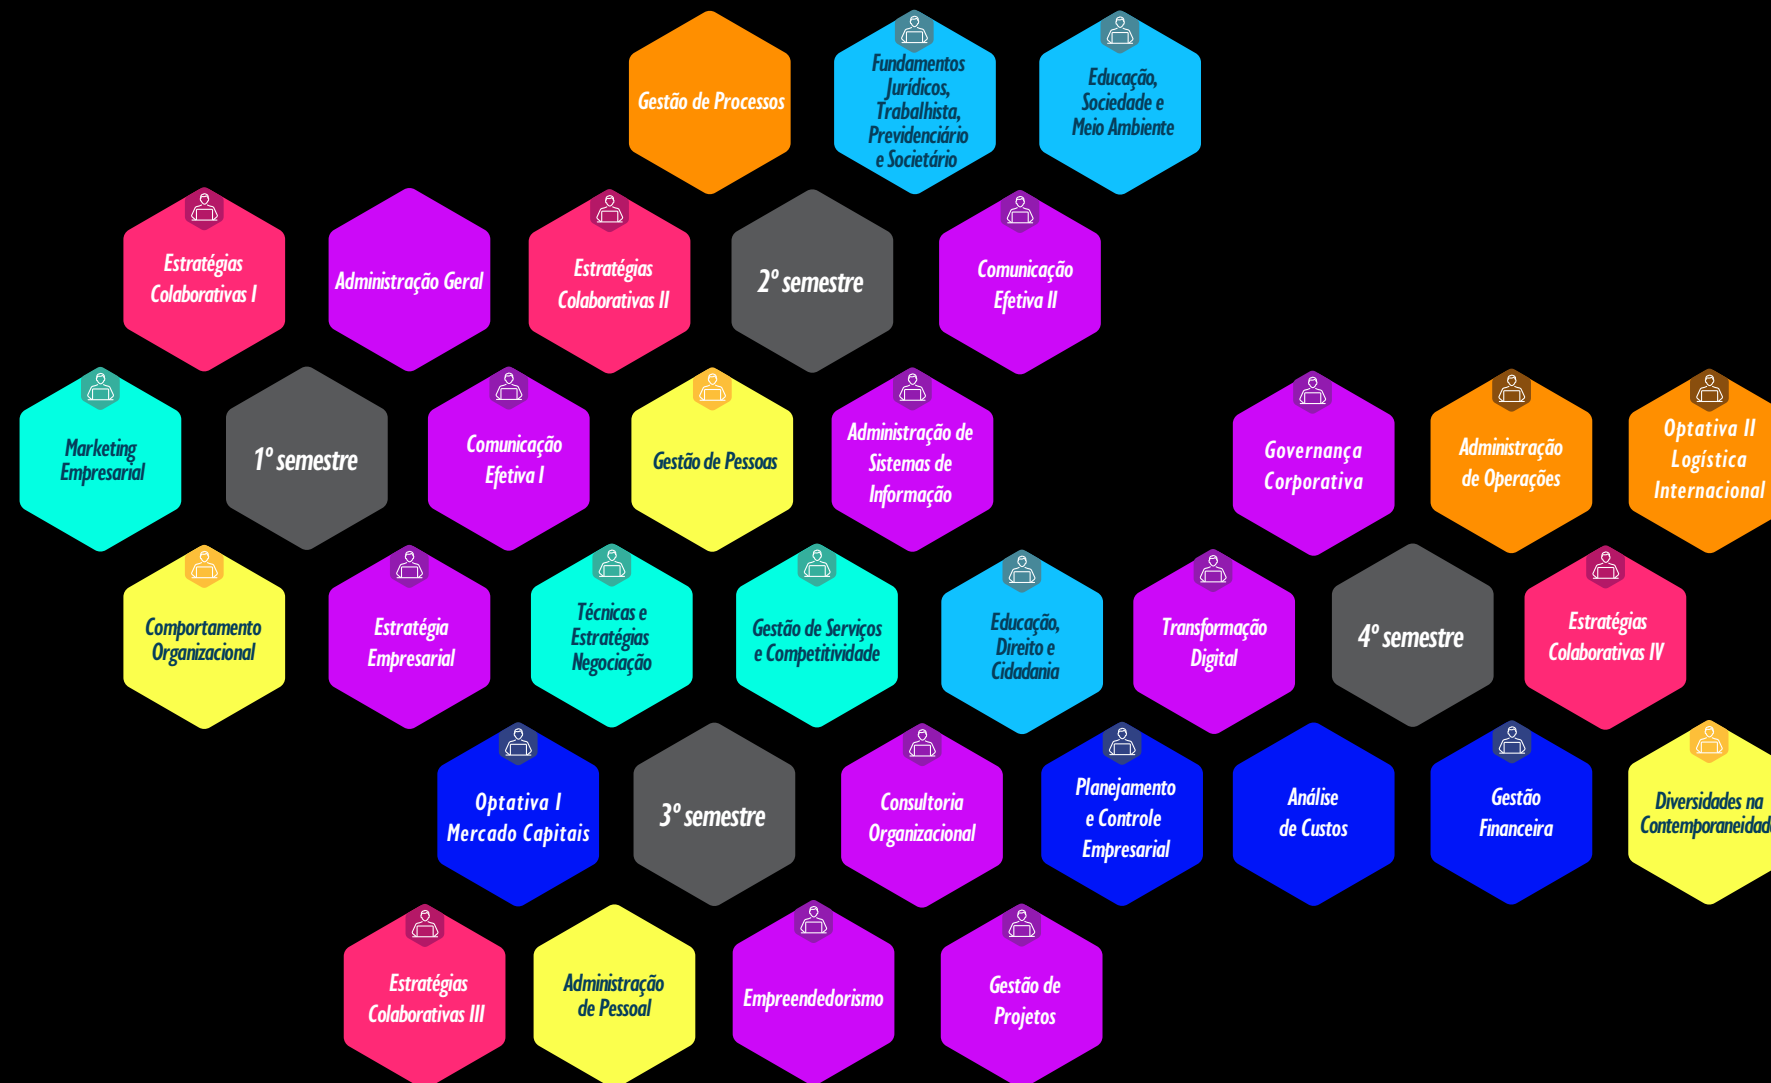 Gestão de Processos
Fundamentos
Jurídicos,
Trabalhista,
Previdenciário
e Societário
Educação,
Sociedade e
Meio Ambiente
Estratégias
Colaborativas I
Administração Geral
Estratégias
Colaborativas II
2º semestre
Comunicação
Efetiva II
Marketing
Empresarial
1º semestre
Comunicação
Efetiva I
Gestão de Pessoas
Administração de
Sistemas de
Informação
Governança
Corporativa
Administração
de Operações
Optativa II
Logística
Internacional
Comportamento
Organizacional
Estratégia
Empresarial
Técnicas e
Estratégias
Negociação
Gestão de Serviços
e Competitividade
Educação,
Direito e
Cidadania
Transformação
Digital
4º semestre
Estratégias
Colaborativas IV
Optativa I
Mercado Capitais
3º semestre
Consultoria
Organizacional
Planejamento
e Controle
Empresarial
Análise
de Custos
Gestão
Financeira
Diversidades na
Contemporaneidade
Estratégias
Colaborativas III
Administração
de Pessoal
Empreendedorismo
Gestão de
Projetos